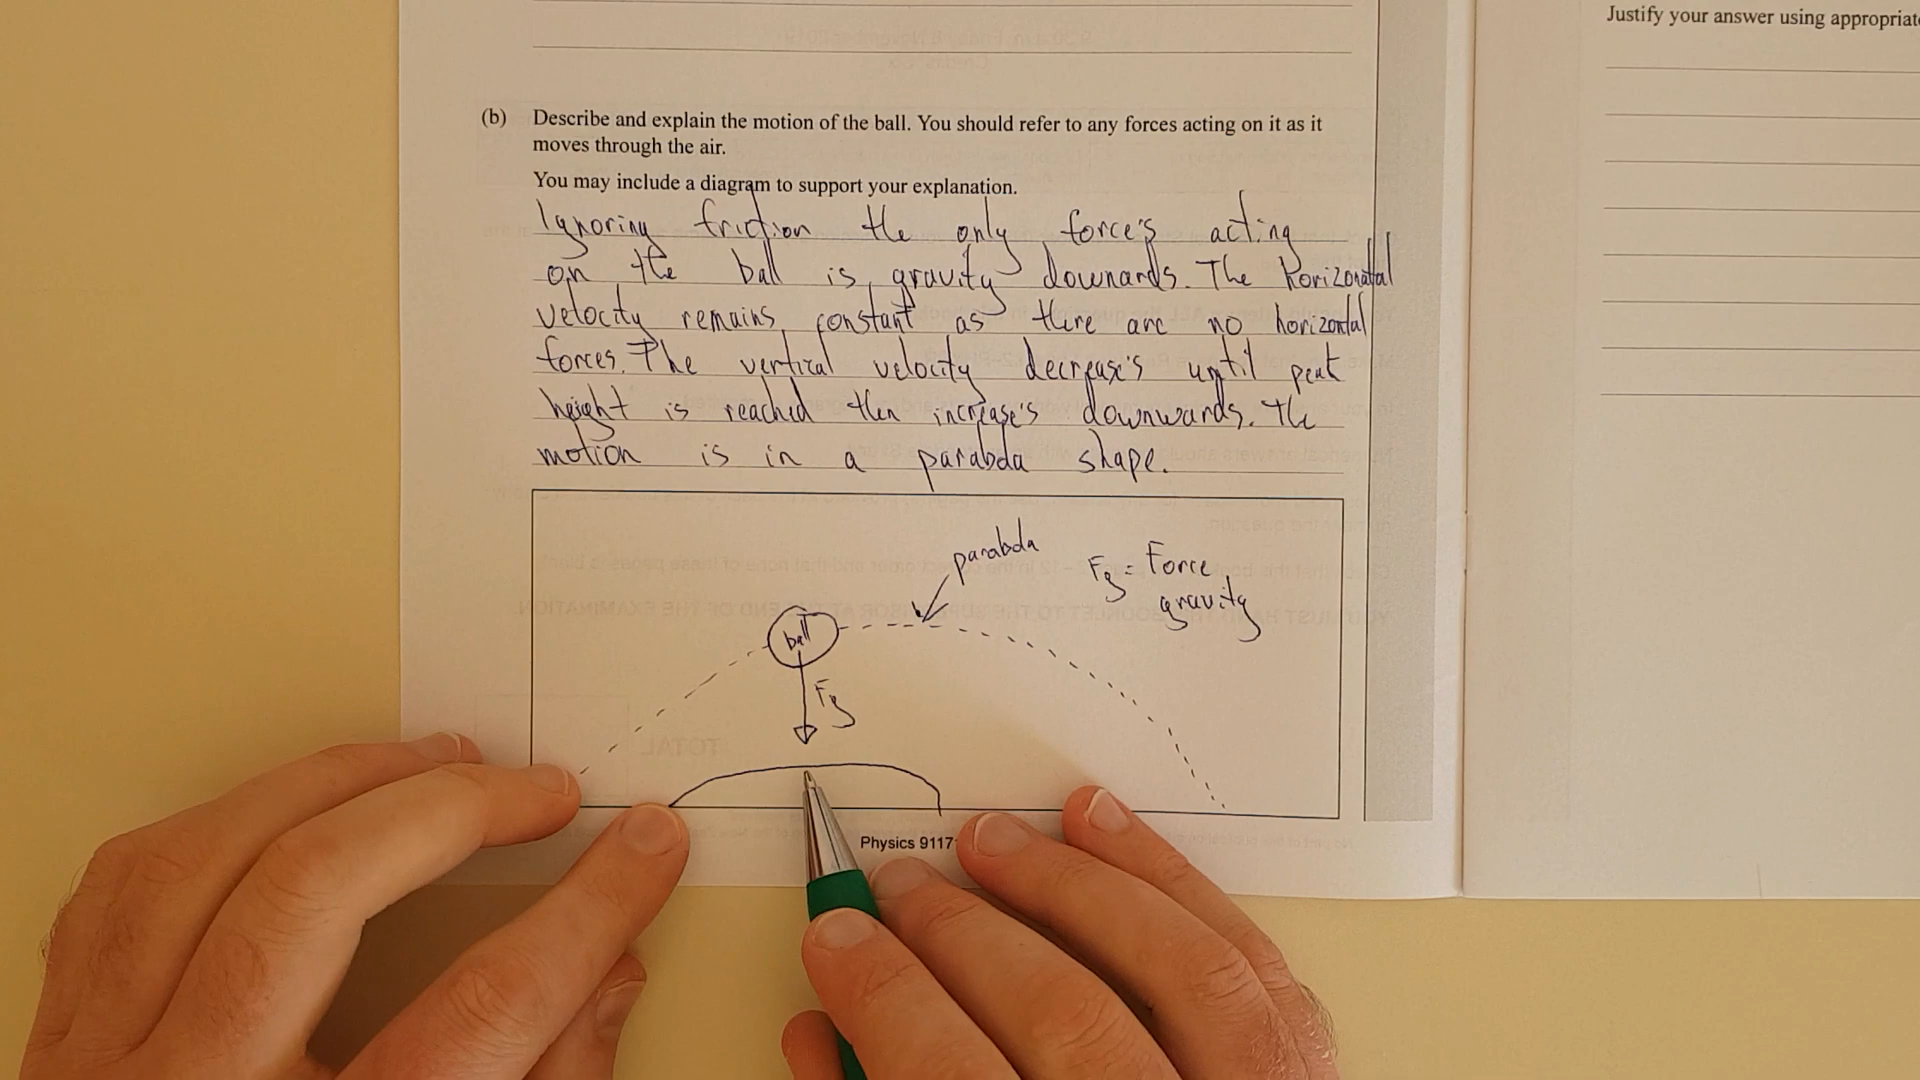 Justify your answer using appropriat
(b) Describe and explain the motion of the ball. You should refer to any forces acting on it as it
moves through the air.
You may include a diagram to support your explanation.
Ignoring friction the only force's acting
on the ball is gravity downards. The horizonatal
velocity remains constant as there are no horizontal
forces. The vertical velocity decrease's until peak
height is reached then increase's downwards. The
motion is in a parabola shape.
parabola
Fg = Force
gravity
ball
Fg
TOTAL
Physics 9117